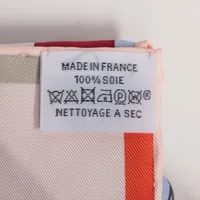 MADE IN FRANCE
100% SOIE
NETTOYAGE A SEC